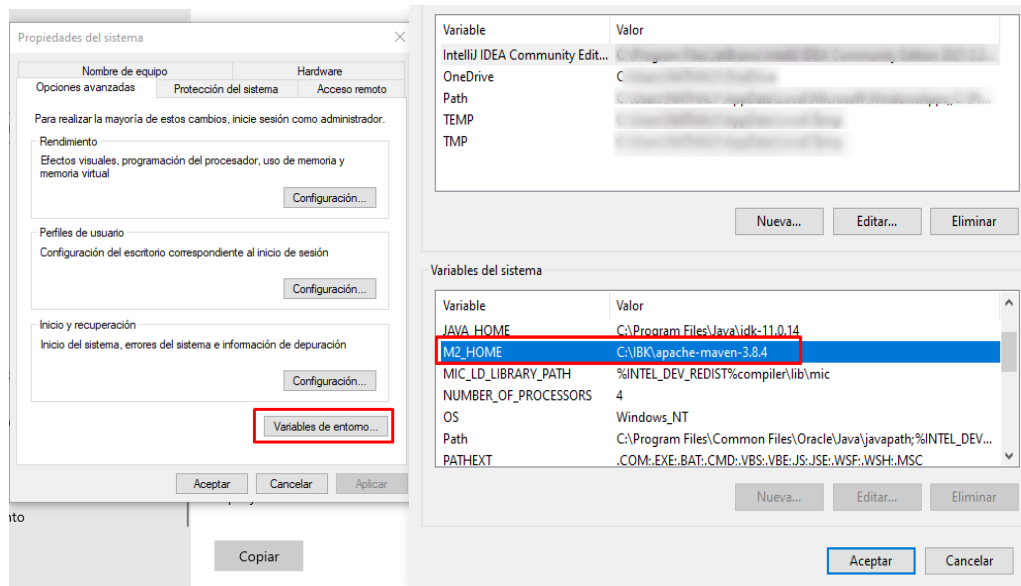 Propiedades del sistema
Nombre de equipo Hardware
Opciones avanzadas Protección del sistema Acceso remoto
Para realizar la mayoría de estos cambios, inicie sesión como administrador.
Rendimiento
Efectos visuales, programación del procesador, uso de memoria y
memoria virtual
Configuración...
Perfiles de usuario
Configuración del escritorio correspondiente al inicio de sesión
Configuración...
Inicio y recuperación
Inicio del sistema, errores del sistema e información de depuración
Configuración...
Variables de entorno...
Aceptar Cancelar Aplicar
nto
Copiar
Variable Valor
IntelliJ IDEA Community Edit...
OneDrive
Path
TEMP
TMP
Nueva... Editar... Eliminar
Variables del sistema
Variable Valor
JAVA_HOME C:\Program Files\Java\jdk-11.0.14
M2_HOME C:\IBK\apache-maven-3.8.4
MIC_LD_LIBRARY_PATH %INTEL_DEV_REDIST%compiler\lib\mic
NUMBER_OF_PROCESSORS 4
OS Windows_NT
Path C:\Program Files\Common Files\Oracle\Java\javapath;%INTEL_DEV...
PATHEXT .COM;.EXE;.BAT;.CMD;.VBS;.VBE;.JS;.JSE;.WSF;.WSH;.MSC
Nueva... Editar... Eliminar
Aceptar Cancelar